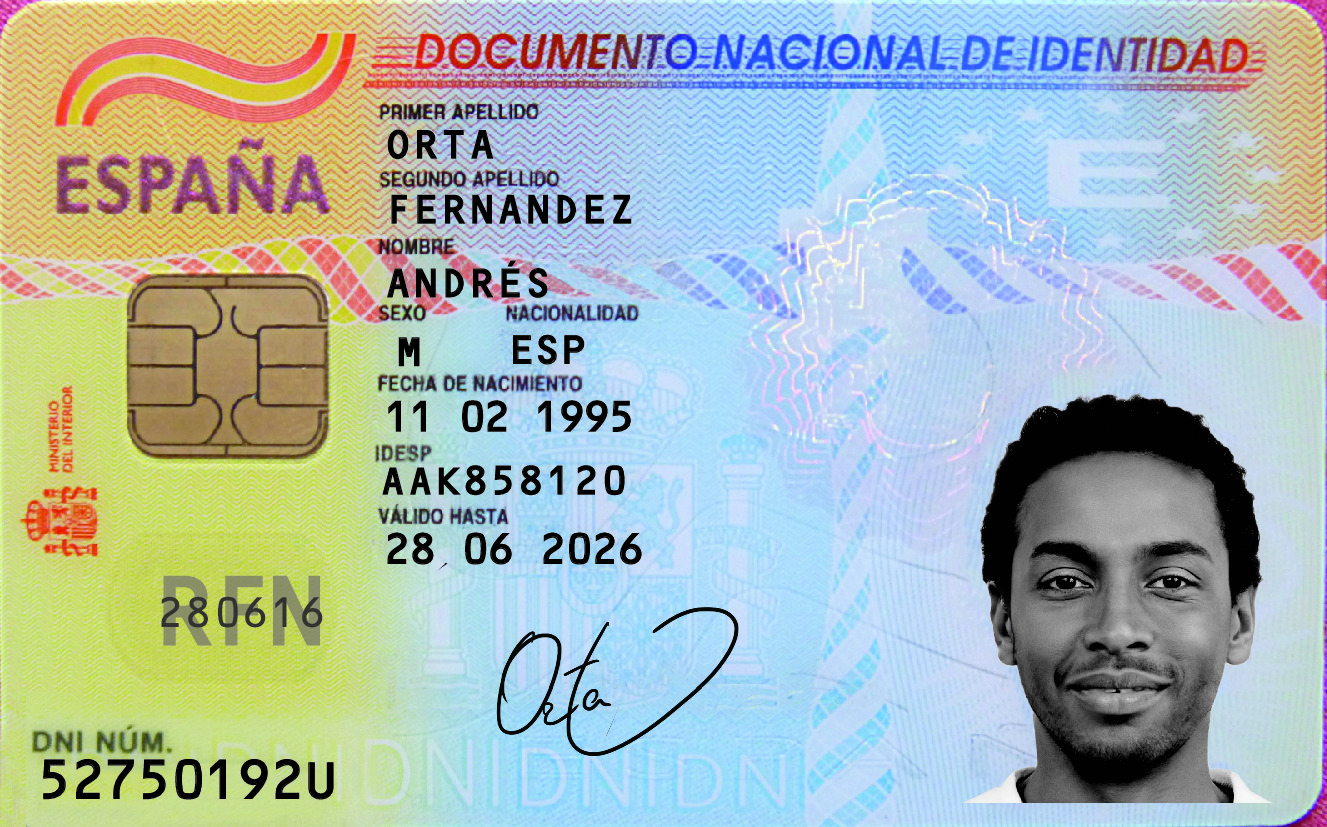 DOCUMENTO NACIONAL DE IDENTIDAD
ESPAÑA
PRIMER APELLIDO
ORTA
SEGUNDO APELLIDO
FERNANDEZ
NOMBRE
ANDRÉS
SEXO NACIONALIDAD
M ESP
FECHA DE NACIMIENTO
11 02 1995
IDESP
AAK858120
VÁLIDO HASTA
28 06 2026
MINISTERIO
DEL INTERIOR
RFN
280616
Orta
DNI NÚM.
52750192U
DNIDNIDNIDNI
E